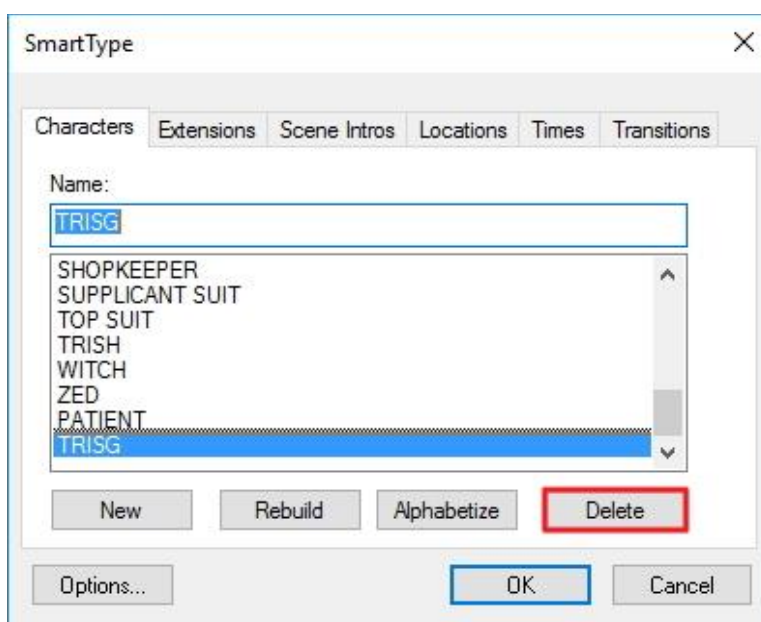 SmartType
Characters Extensions Scene Intros Locations Times Transitions
Name:
TRISG
SHOPKEEPER
SUPPLICANT SUIT
TOP SUIT
TRISH
WITCH
ZED
PATIENT
TRISG
New Rebuild Alphabetize Delete
Options... OK Cancel